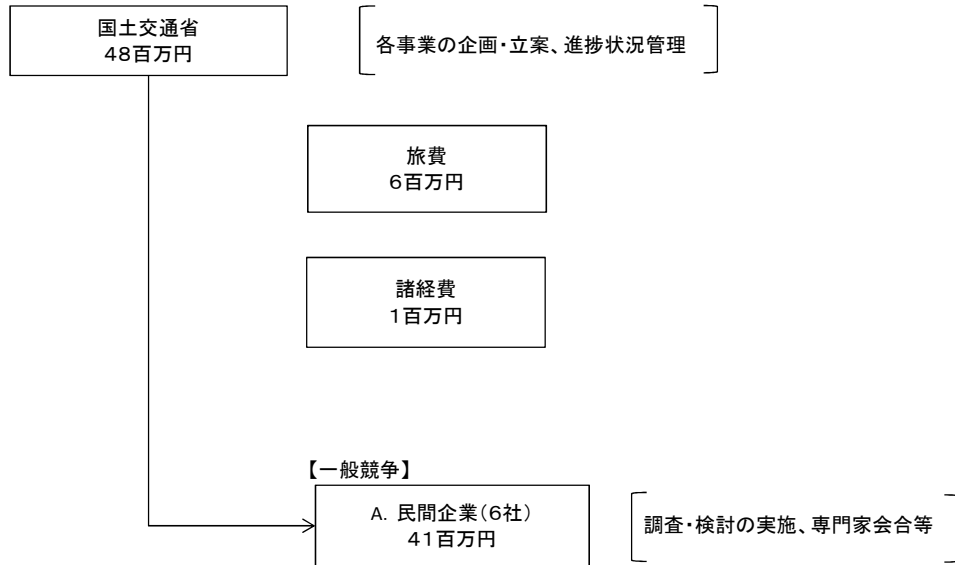 国土交通省
48百万円
各事業の企画・立案、進捗状況管理
旅費
6百万円
諸経費
1百万円
【一般競争】
A. 民間企業(6社)
41百万円
調査・検討の実施、専門家会合等